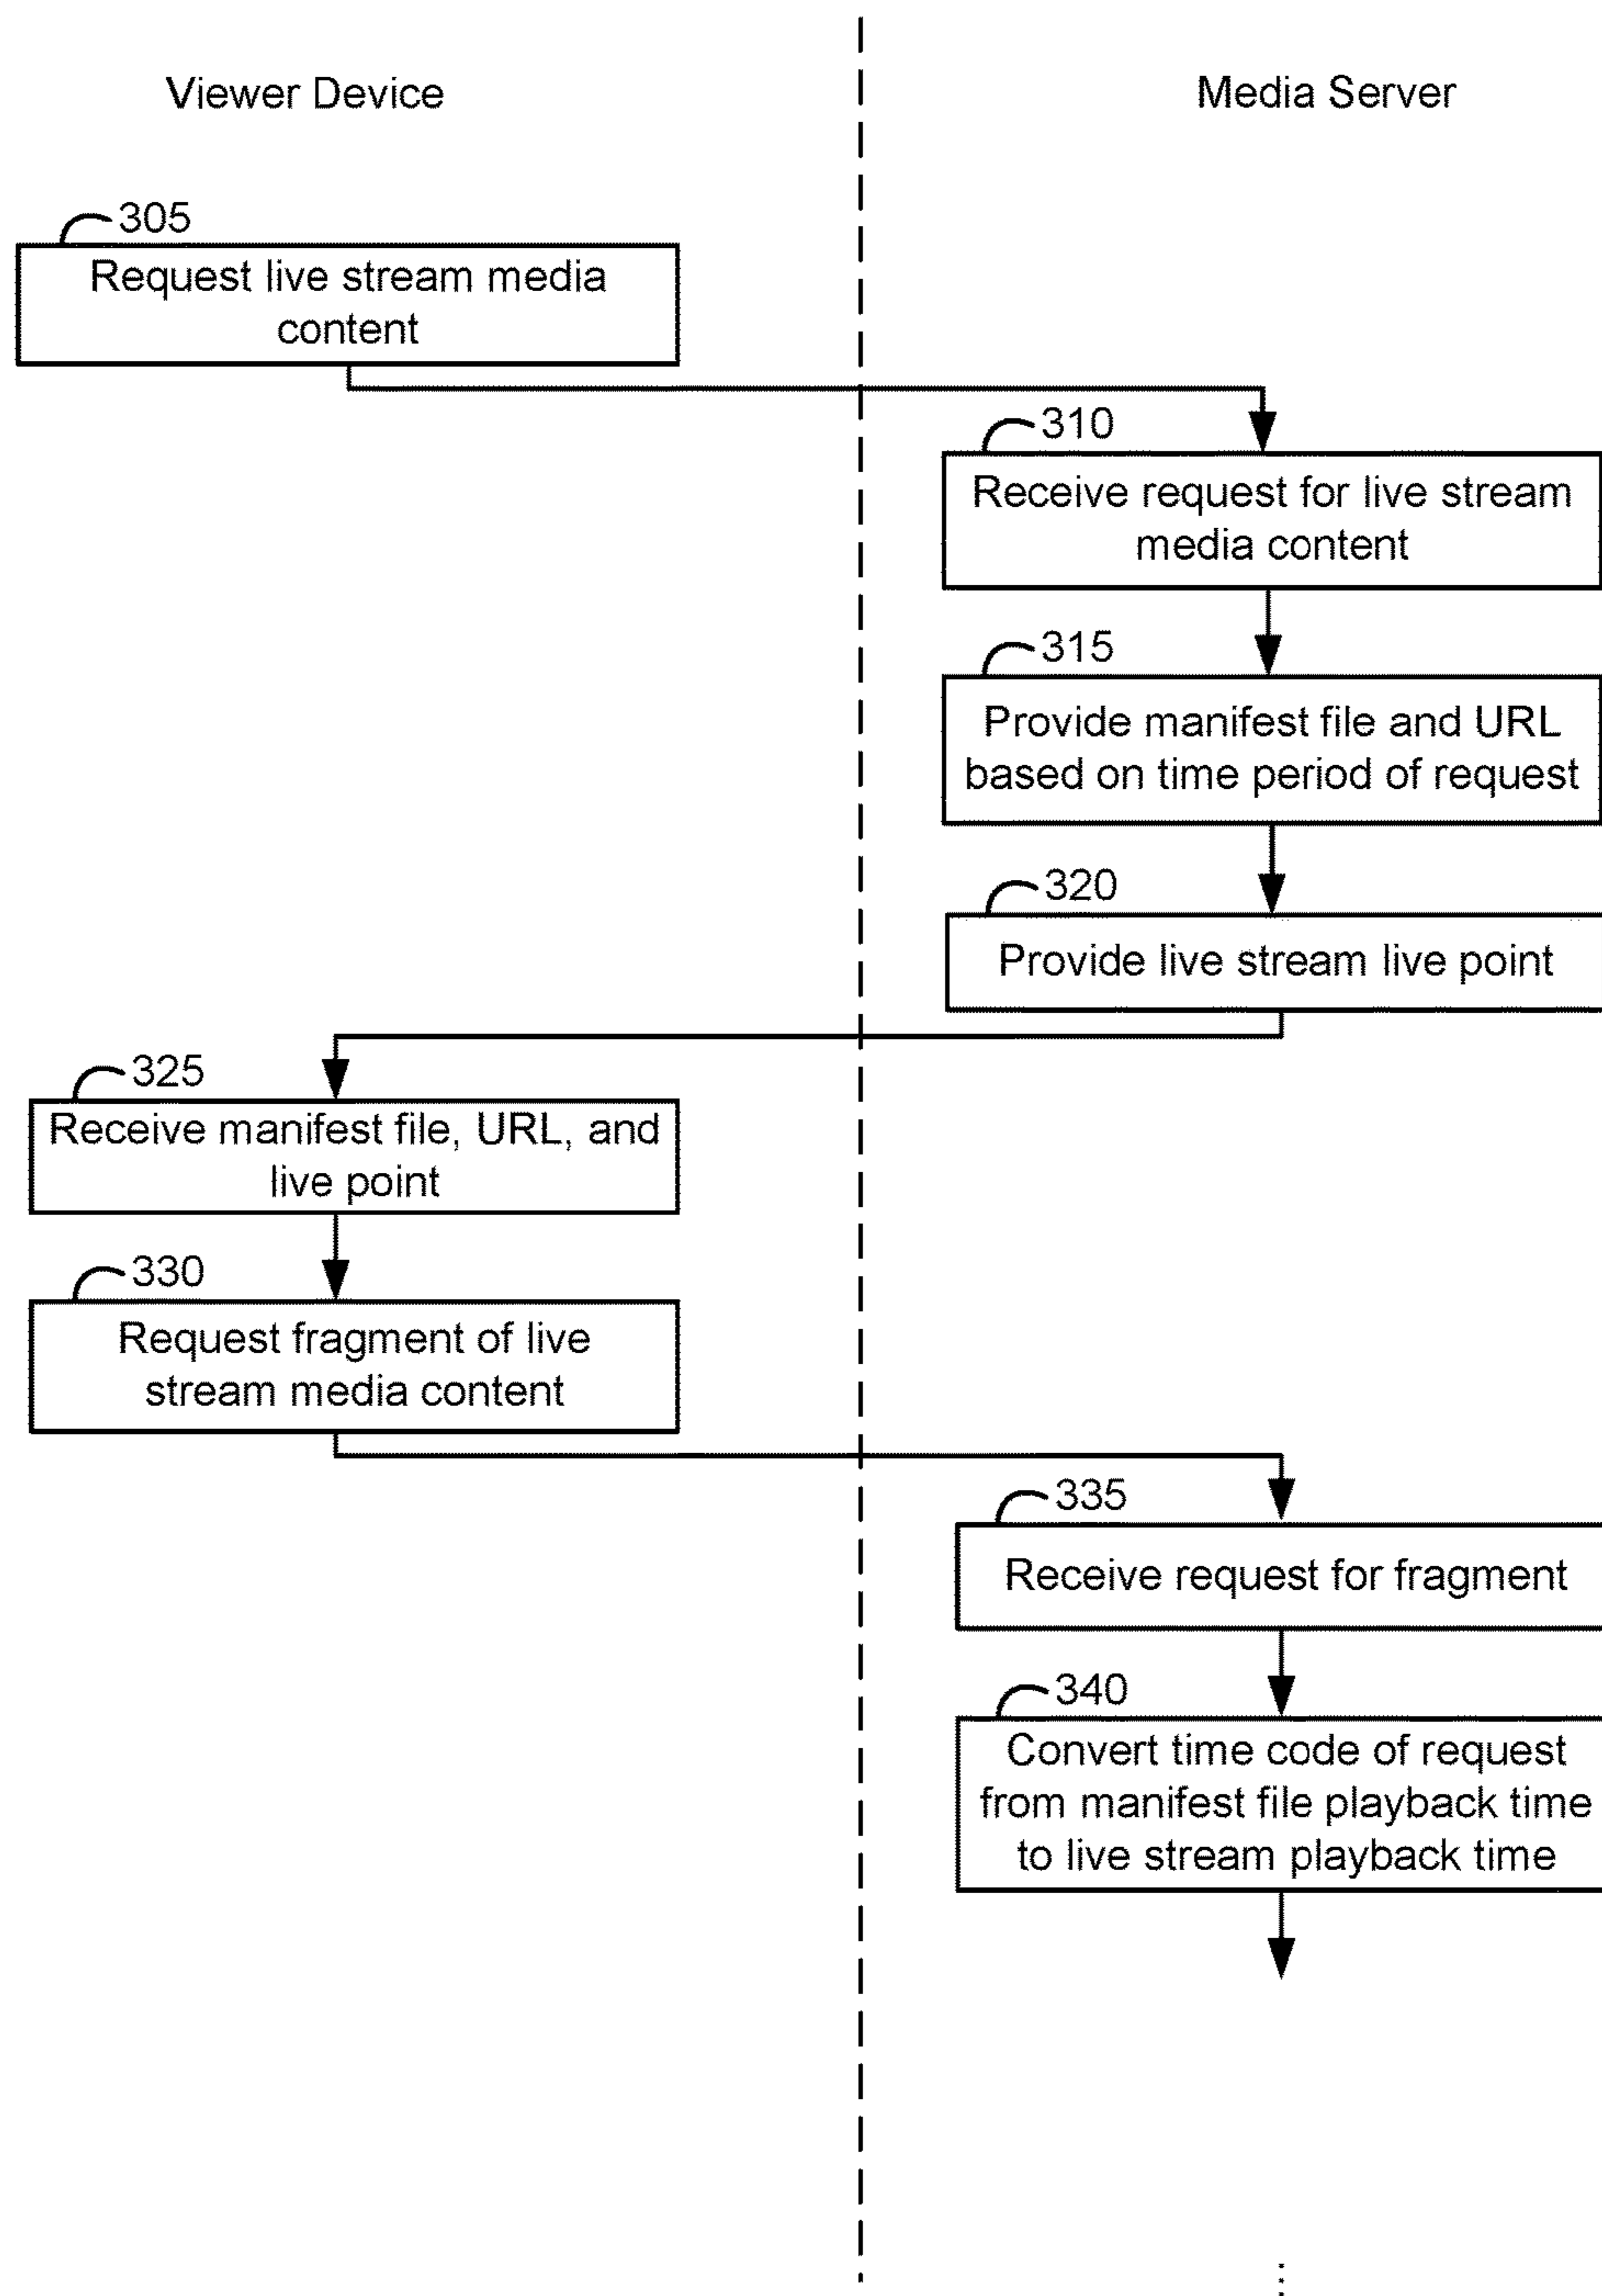 Viewer Device
Media Server
305
Request live stream media
content
310
Receive request for live stream
media content
315
Provide manifest file and URL
based on time period of request
320
Provide live stream live point
325
Receive manifest file, URL, and
live point
330
Request fragment of live
stream media content
335
Receive request for fragment
340
Convert time code of request
from manifest file playback time
to live stream playback time